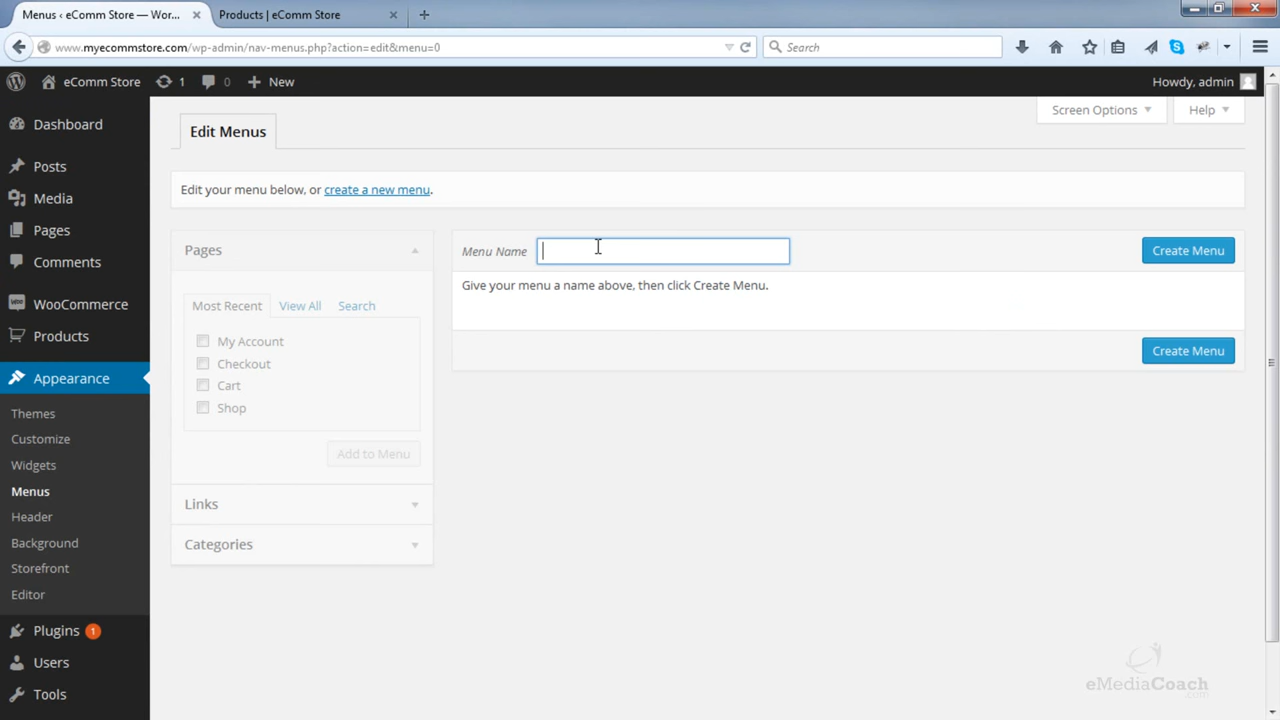 Menus ‹ eComm Store — Wor...
Products | eComm Store
www.myecommstore.com/wp-admin/nav-menus.php?action=edit&menu=0
Search
eComm Store
1
0
New
Howdy, admin
Dashboard
Posts
Media
Pages
Comments
WooCommerce
Products
Appearance
Themes
Customize
Widgets
Menus
Header
Background
Storefront
Editor
Plugins 1
Users
Tools
Screen Options
Help
Edit Menus
Edit your menu below, or create a new menu.
Pages
Most Recent
View All
Search
My Account
Checkout
Cart
Shop
Add to Menu
Links
Categories
Menu Name
Create Menu
Give your menu a name above, then click Create Menu.
Create Menu
eMediaCoach
.com